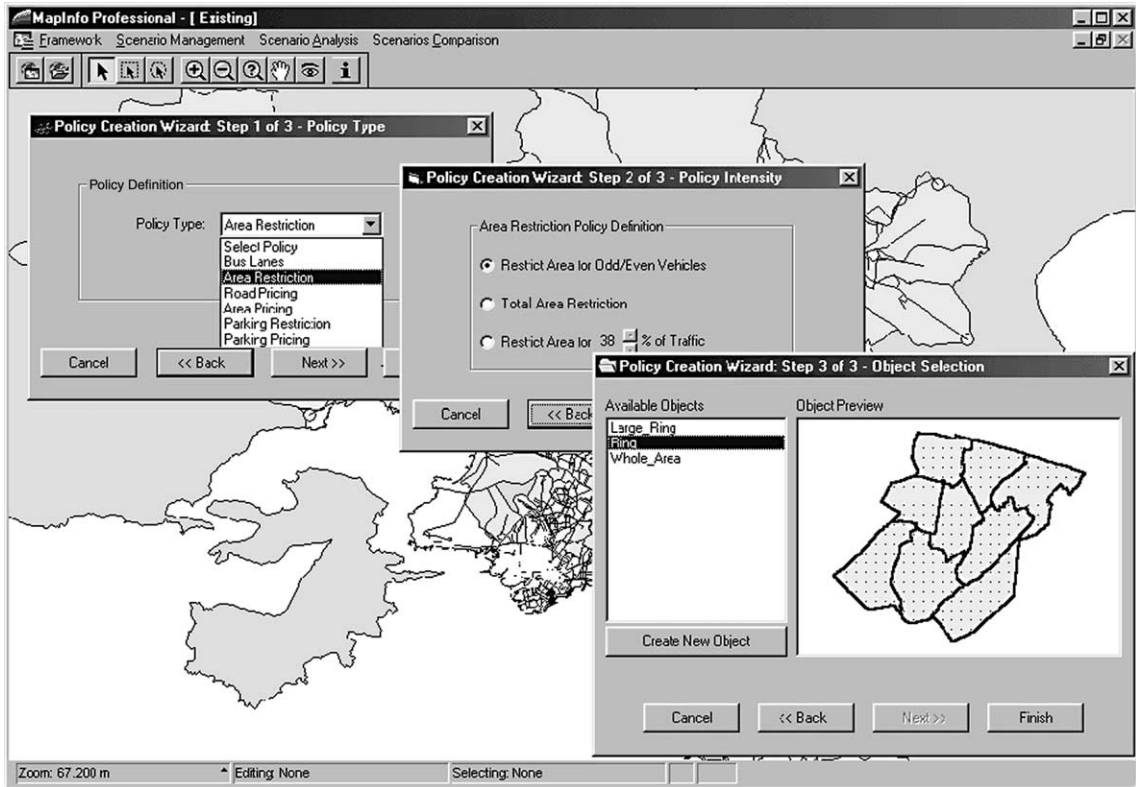 MapInfo Professional - [ Existing]
Framework Scenario Management Scenario Analysis Scenarios Comparison
Policy Creation Wizard: Step 1 of 3 - Policy Type
Policy Definition
Policy Type: Area Restriction
Select Policy
Bus Lanes
Area Restriction
Road Pricing
Area Pricing
Parking Restriction
Parking Pricing
Cancel << Back Next >>
Policy Creation Wizard: Step 2 of 3 - Policy Intensity
Area Restriction Policy Definition
Restrict Area for Odd/Even Vehicles
Total Area Restriction
Restrict Area for 38 % of Traffic
Cancel << Back
Policy Creation Wizard: Step 3 of 3 - Object Selection
Available Objects Object Preview
Large_Ring
Ring
Whole_Area
Create New Object
Cancel << Back Next >> Finish
Zoom: 67.200 m Editing: None Selecting: None